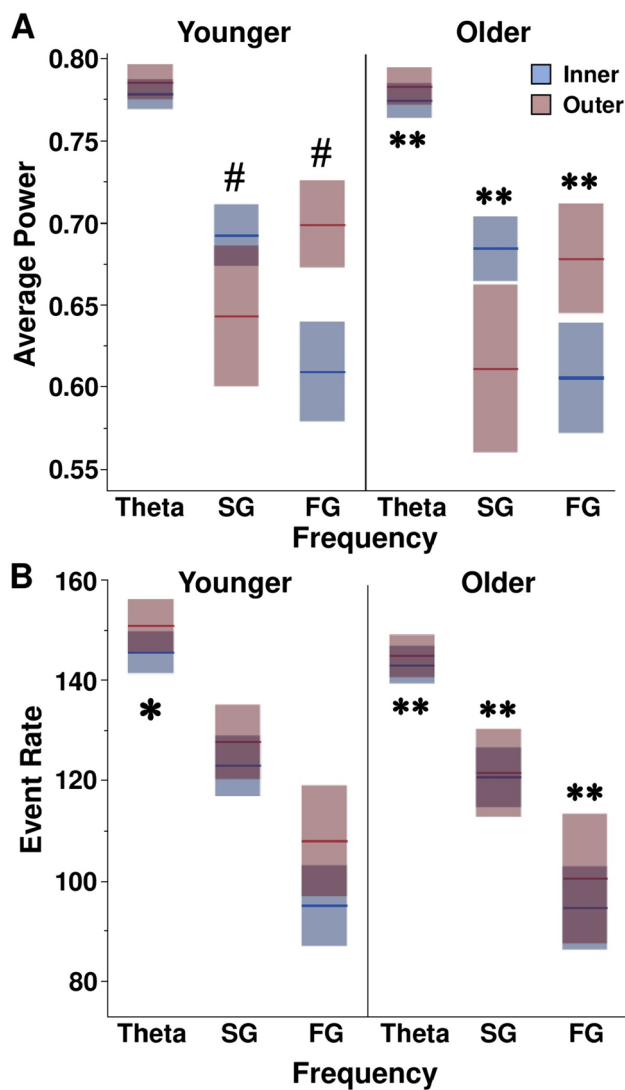 A
Younger
Older
Inner
Outer
Average Power
0.80
0.75
0.70
0.65
0.60
0.55
#
#
**
**
**
Theta
SG
FG
Theta
SG
FG
Frequency
B
Younger
Older
Event Rate
160
140
120
100
80
*
**
**
**
Theta
SG
FG
Theta
SG
FG
Frequency